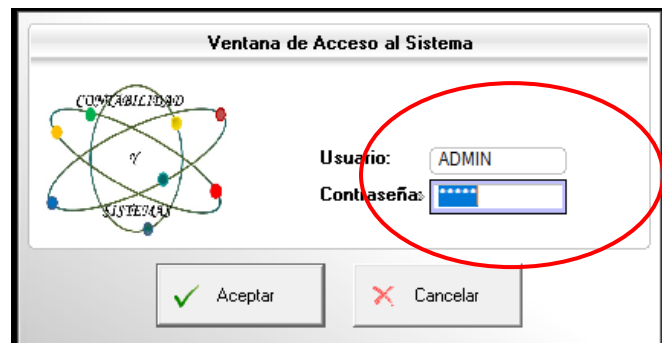 Ventana de Acceso al Sistema
CONTABILIDAD
Y
SISTEMAS
Usuario: ADMIN
Contraseña: *****
Aceptar
Cancelar